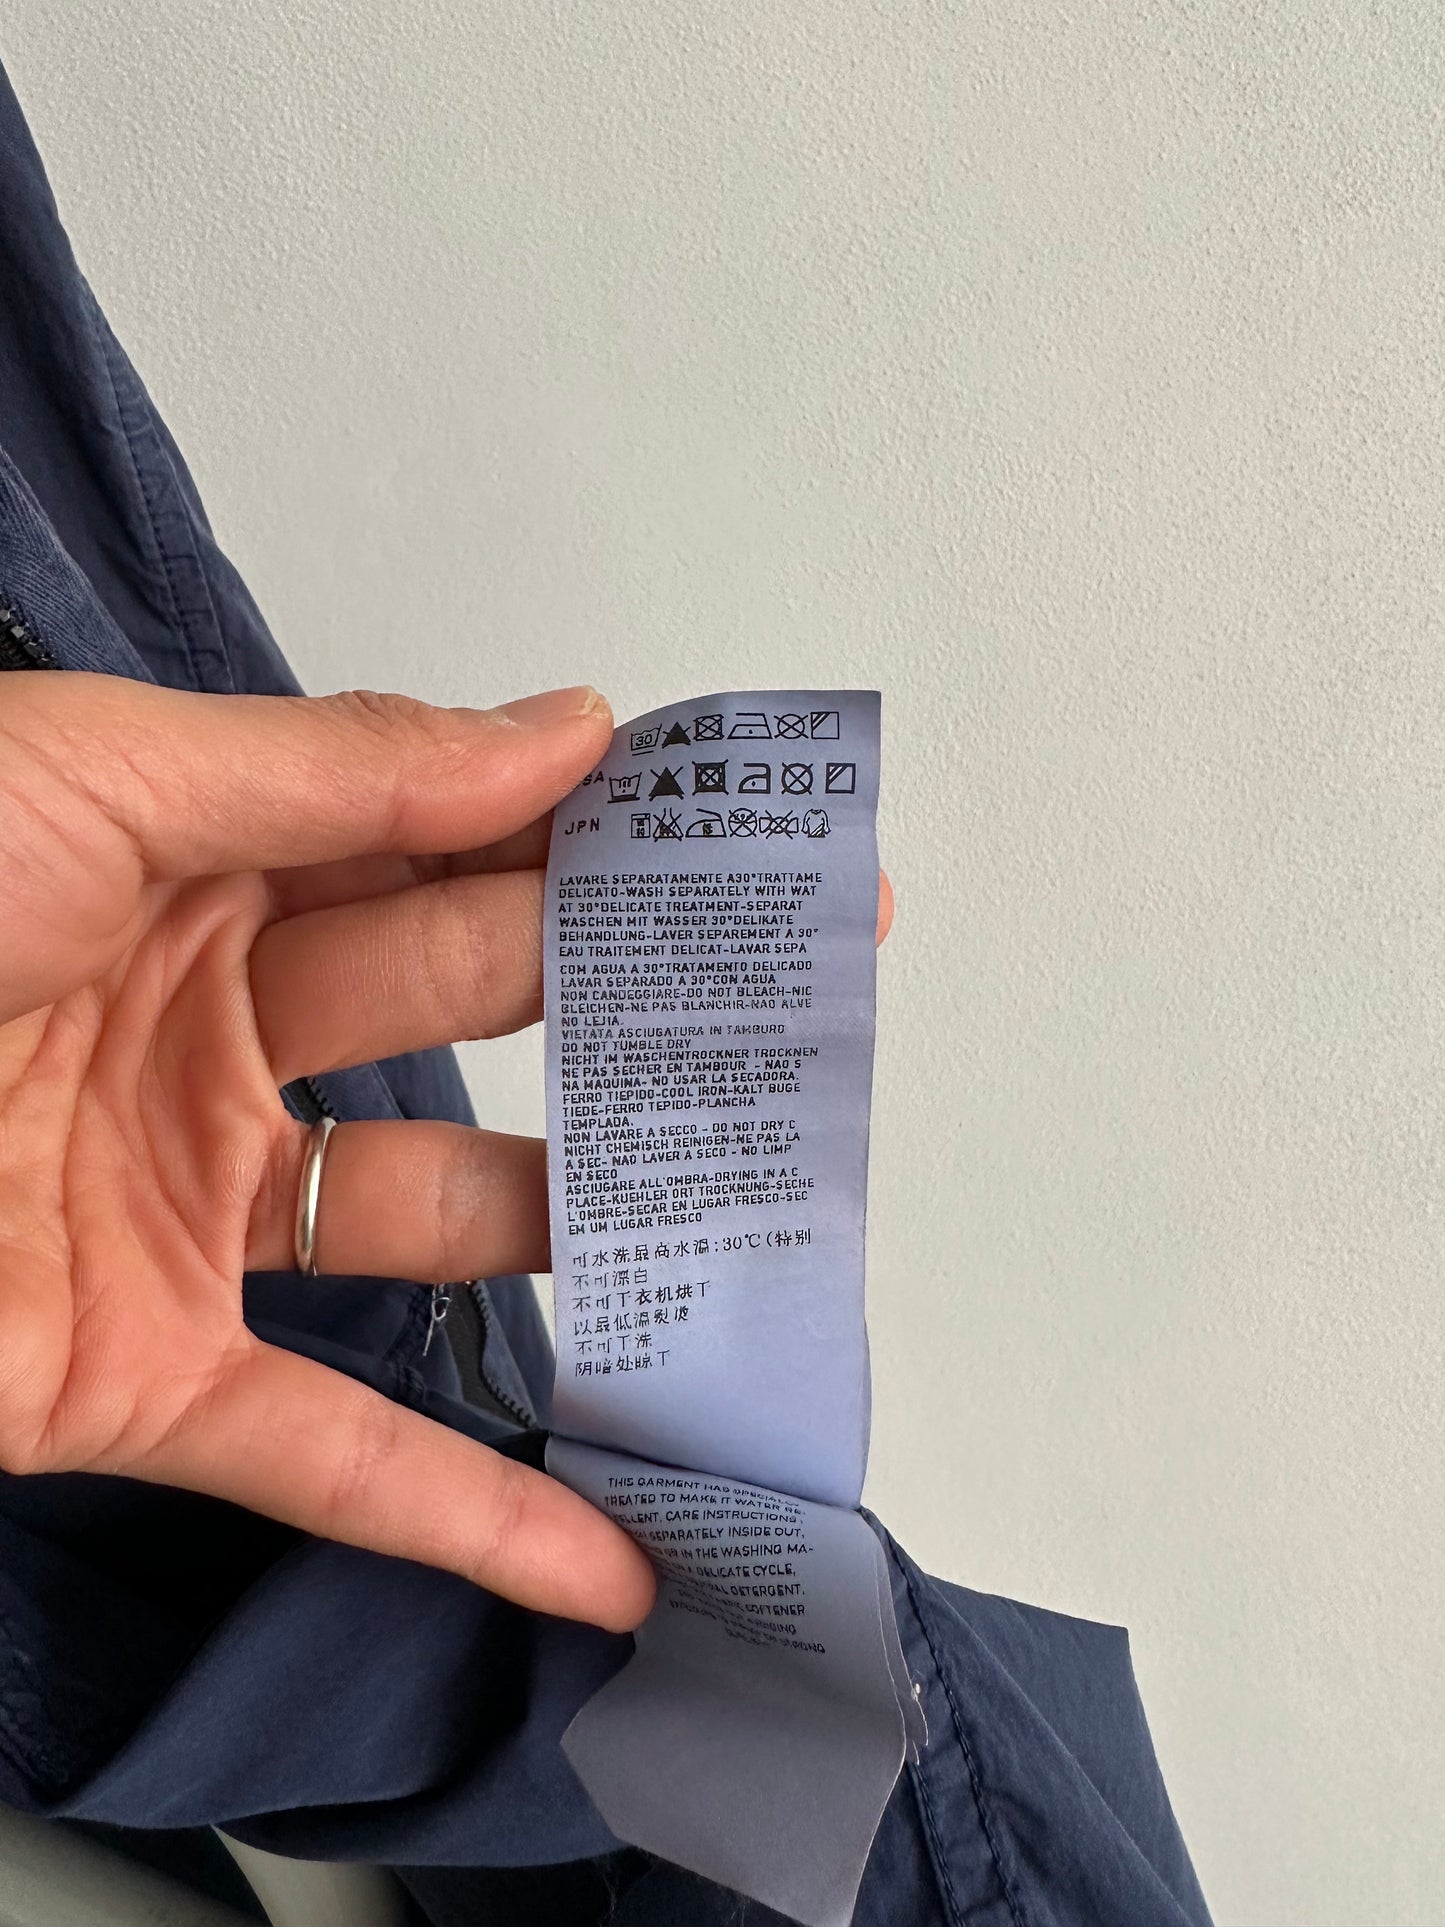 30
SA
JPN
LAVARE SEPARATAMENTE A30°TRATTAME
DELICATO-WASH SEPARATELY WITH WAT
AT 30°DELICATE TREATMENT-SEPARAT
WASCHEN MIT WASSER 30°DELIKATE
BEHANDLUNG-LAVER SEPAREMENT A 30°
EAU TRAITEMENT DELICAT-LAVAR SEPA
COM AGUA A 30°TRATAMENTO DELICADO
LAVAR SEPARADO A 30°CON AGUA
NON CANDEGGIARE-DO NOT BLEACH-NIC
BLEICHEN-NE PAS BLANCHIR-NAO ALVE
NO LEJIA.
VIETATA ASCIUGATURA IN TAMBURO
DO NOT TUMBLE DRY
NICHT IM WASCHENTROCKNER TROCKNEN
NE PAS SECHER EN TAMBOUR - NAO S
NA MAQUINA- NO USAR LA SECADORA.
FERRO TIEPIDO-COOL IRON-KALT BUGE
TIEDE-FERRO TEPIDO-PLANCHA
TEMPLADA.
NON LAVARE A SECCO - DO NOT DRY C
NICHT CHEMISCH REINIGEN-NE PAS LA
A SEC- NAO LAVER A SECO - NO LIMP
EN SECO
ASCIUGARE ALL'OMBRA-DRYING IN A C
PLACE-KUEHLER ORT TROCKNUNG-SECHE
L'OMBRE-SECAR EN LUGAR FRESCO-SEC
EM UM LUGAR FRESCO
可水洗最高水温:30℃(特别
不可漂白
不可干衣机烘干
以最低温熨烫
不可干洗
阴暗处晾干
THIS GARMENT HAD SPECIALLY
TREATED TO MAKE IT WATER RE-
ELLENT, CARE INSTRUCTIONS,
SEPARATELY INSIDE OUT,
IN THE WASHING MA-
DELICATE CYCLE,
DETERGENT,
SOFTENER
STRONG